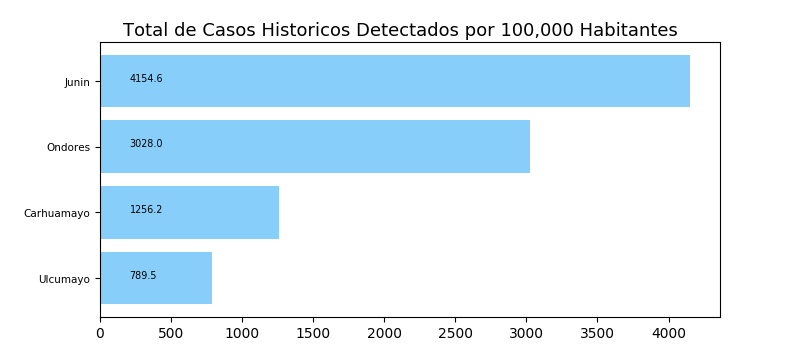 Total de Casos Historicos Detectados por 100,000 Habitantes
Junin 4154.6
Ondores 3028.0
Carhuamayo 1256.2
Ulcumayo 789.5
0 500 1000 1500 2000 2500 3000 3500 4000